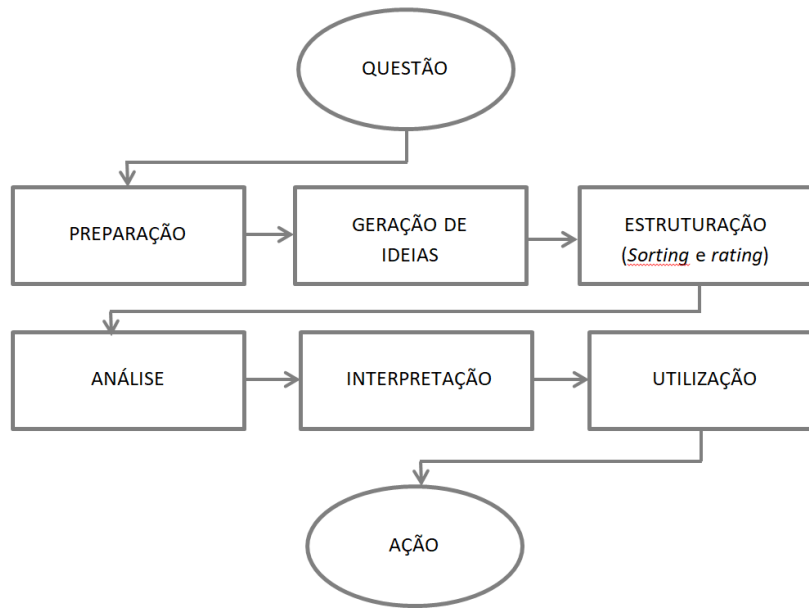 QUESTÃO
PREPARAÇÃO
GERAÇÃO DE
IDEIAS
ESTRUTURAÇÃO
(Sorting e rating)
ANÁLISE
INTERPRETAÇÃO
UTILIZAÇÃO
AÇÃO